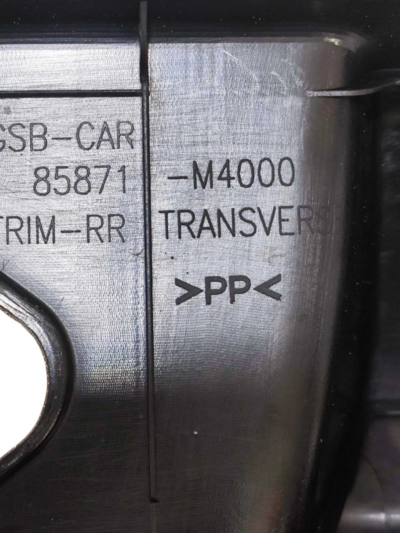 GSB-CAR
85871 -M4000
TRIM-RR TRANSVERS
>PP<